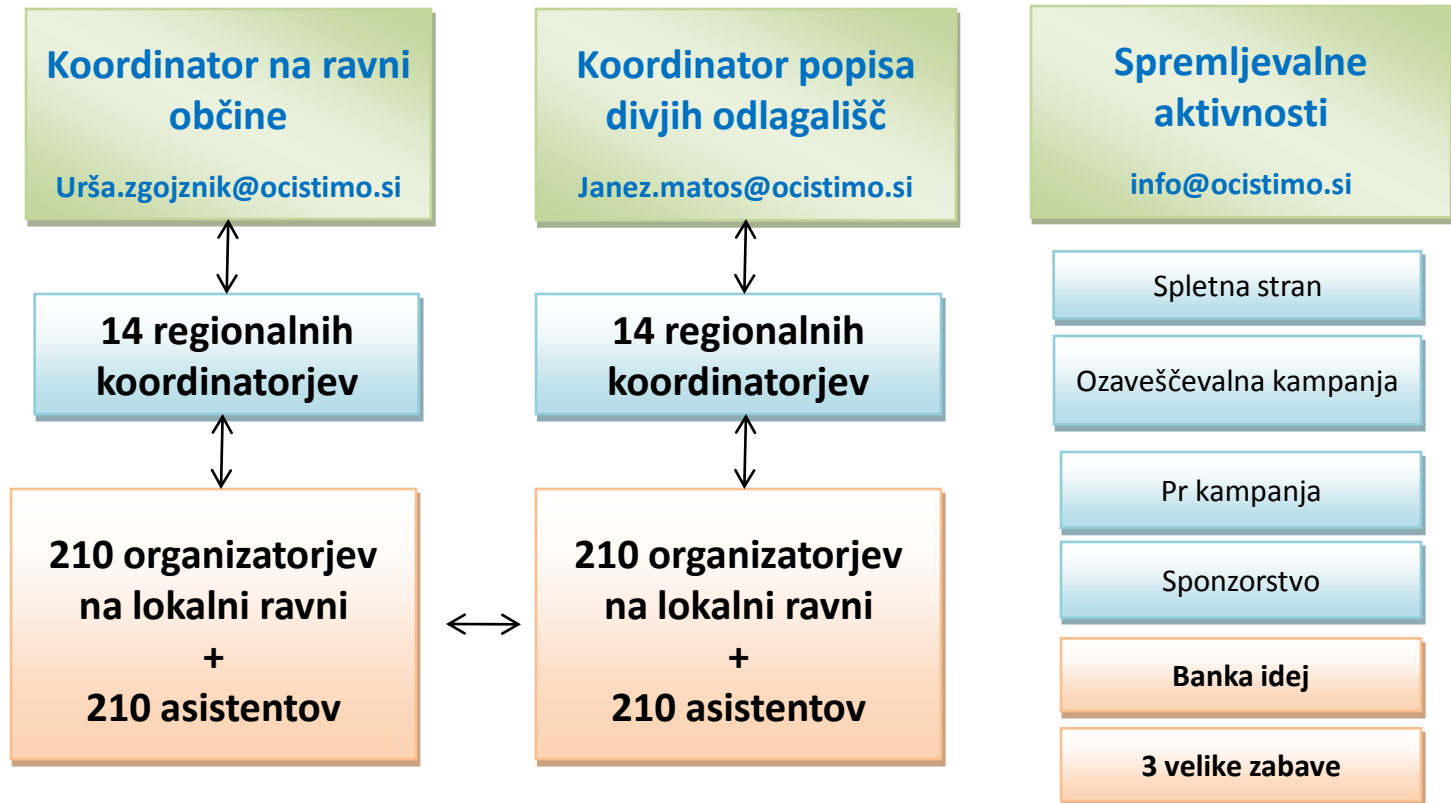 Koordinator na ravni
občine
Urša.zgojznik@ocistimo.si
14 regionalnih
koordinatorjev
210 organizatorjev
na lokalni ravni
+
210 asistentov
Koordinator popisa
divjih odlagališč
Janez.matos@ocistimo.si
14 regionalnih
koordinatorjev
210 organizatorjev
na lokalni ravni
+
210 asistentov
Spremljevalne
aktivnosti
info@ocistimo.si
Spletna stran
Ozaveščevalna kampanja
Pr kampanja
Sponzorstvo
Banka idej
3 velike zabave